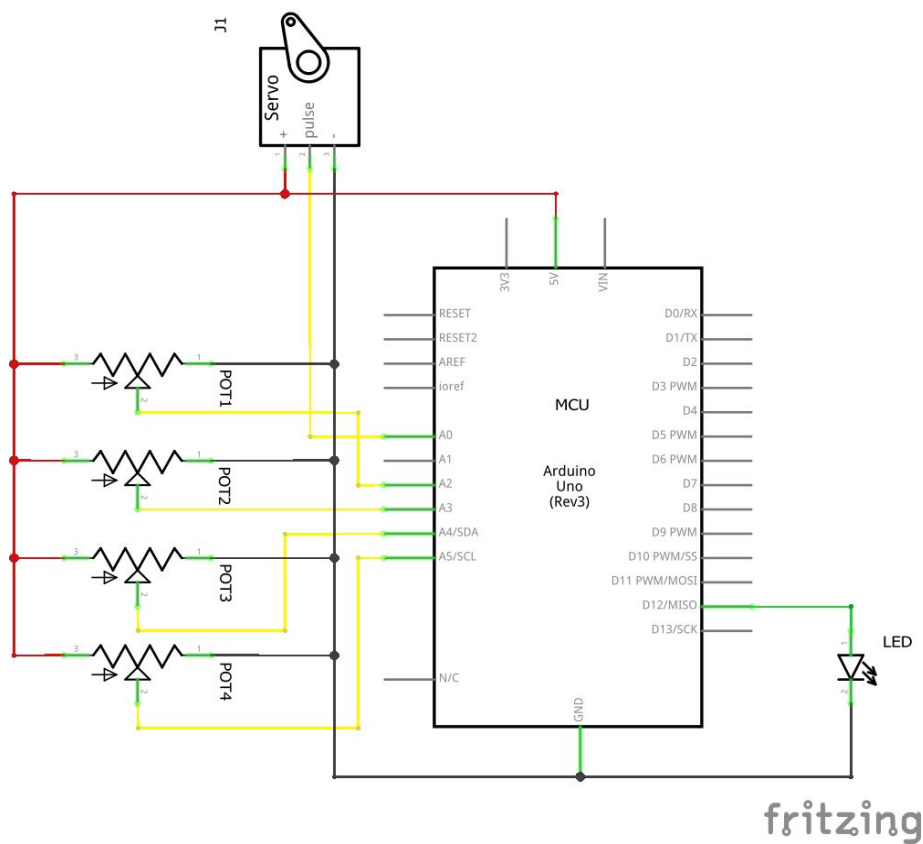 J1
Servo
+
pulse
-
1
2
3
3V3
5V
VIN
RESET
RESET2
AREF
ioref
A0
A1
A2
A3
A4/SDA
A5/SCL
N/C
MCU
Arduino
Uno
(Rev3)
GND
D0/RX
D1/TX
D2
D3 PWM
D4
D5 PWM
D6 PWM
D7
D8
D9 PWM
D10 PWM/SS
D11 PWM/MOSI
D12/MISO
D13/SCK
3
1
2
POT1
3
1
2
POT2
3
1
2
POT3
3
1
2
POT4
LED
1
2
fritzing